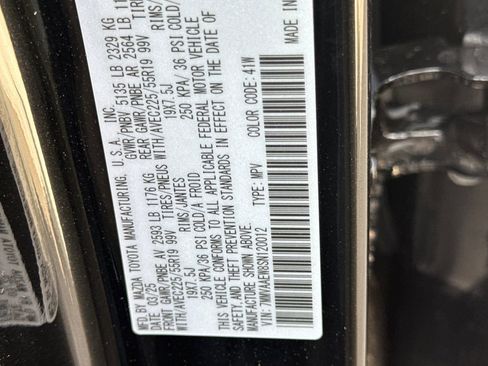 MFD. BY MAZDA TOYOTA MANUFACTURING, U.S.A., INC.
DATE: 03/25 GVWR/PNBV 5135 LB 2329 KG
FRONT GAWR/PNBE AV 2593 LB 1176 KG REAR GAWR/PNBE AR 2564 LB 11
WITH/AVEC225/55R19 99V TIRES/PNEUS WITH/AVEC225/55R19 99V TIRES/
19X7.5J RIMS/JANTES 19X7.5J RIMS/
250 KPA/ 36 PSI COLD/A FROID 250 KPA/ 36 PSI COLD/
THIS VEHICLE CONFORMS TO ALL APPLICABLE FEDERAL MOTOR VEHICLE
SAFETY, AND THEFT PREVENTION STANDARDS IN EFFECT ON THE DATE OF
MANUFACTURE SHOWN ABOVE.
7MMVAAEW8SN120012 TYPE: MPV COLOR CODE: 41W
MADE IN